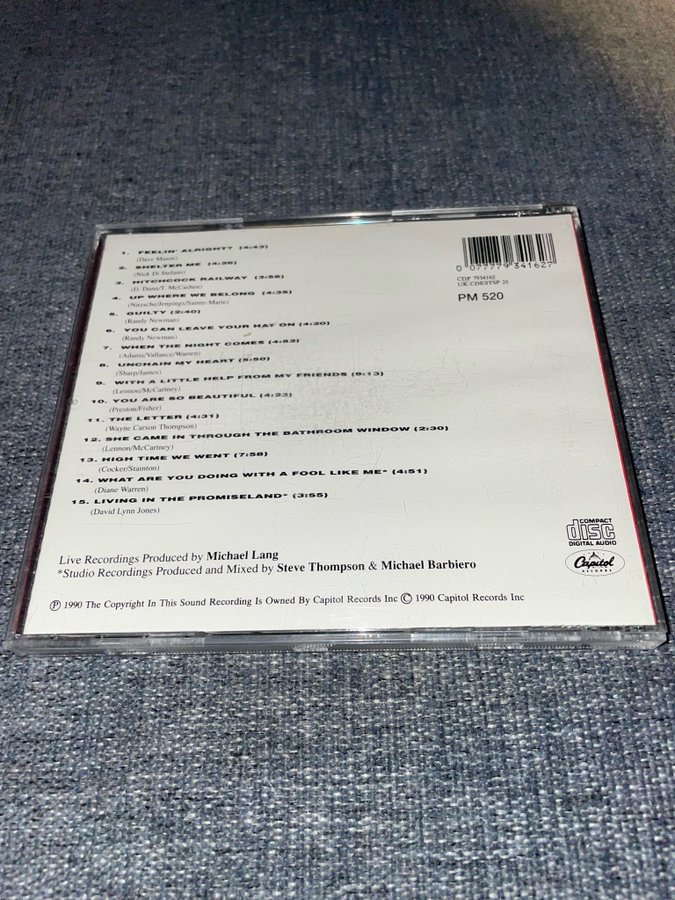 1. FEELIN' ALRIGHT? (4:43)
(Dave Mason)
2. SHELTER ME (4:26)
(Nick Di Stefano)
3. HITCHCOCK RAILWAY (3:56)
(D. Dunn/T. McCashen)
4. UP WHERE WE BELONG (4:35)
(Nitzsche/Jennings/Sainte-Marie)
5. GUILTY (2:40)
(Randy Newman)
6. YOU CAN LEAVE YOUR HAT ON (4:20)
(Randy Newman)
7. WHEN THE NIGHT COMES (4:52)
(Adams/Vallance/Warren)
8. UNCHAIN MY HEART (5:50)
(Sharp/James)
9. WITH A LITTLE HELP FROM MY FRIENDS (9:13)
(Lennon/McCartney)
10. YOU ARE SO BEAUTIFUL (4:23)
(Preston/Fisher)
11. THE LETTER (4:31)
(Wayne Carson Thompson)
12. SHE CAME IN THROUGH THE BATHROOM WINDOW (2:30)
(Lennon/McCartney)
13. HIGH TIME WE WENT (7:58)
(Cocker/Stainton)
14. WHAT ARE YOU DOING WITH A FOOL LIKE ME* (4:51)
(Diane Warren)
15. LIVING IN THE PROMISELAND* (3:55)
(David Lynn Jones)
0 077779 341627
CDP 7934162
UK CDESTSP 25
PM 520
Live Recordings Produced by Michael Lang
*Studio Recordings Produced and Mixed by Steve Thompson & Michael Barbiero
COMPACT
disc
DIGITAL AUDIO
Capitol
RECORDS
℗ 1990 The Copyright In This Sound Recording Is Owned By Capitol Records Inc © 1990 Capitol Records Inc